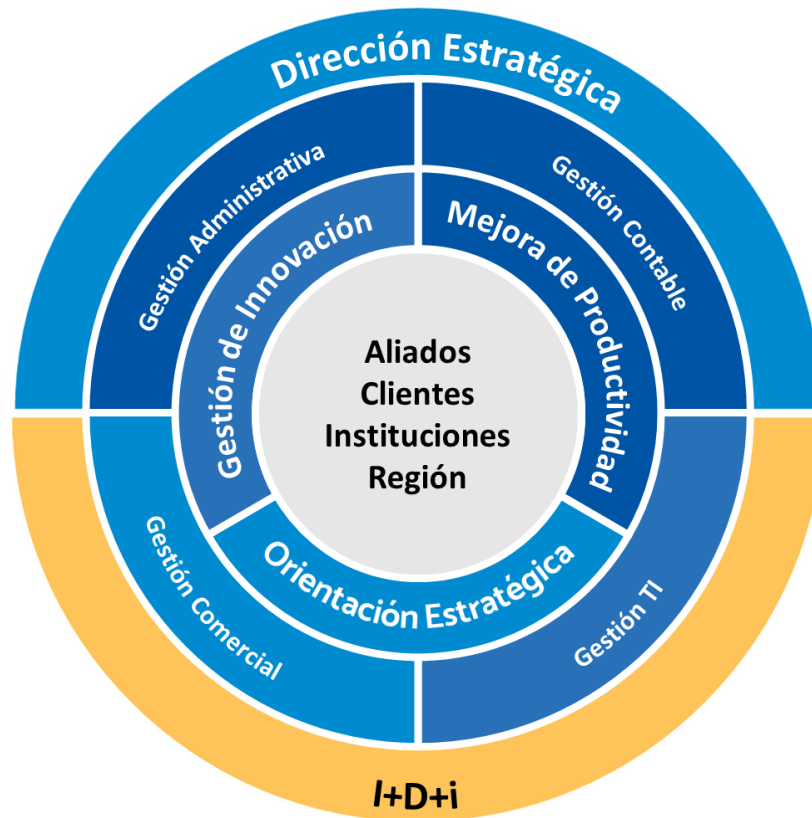 Dirección Estratégica
Gestión Administrativa
Gestión Contable
Gestión de Innovación
Mejora de Productividad
Aliados
Clientes
Instituciones
Región
Orientación Estratégica
Gestión Comercial
Gestión TI
I+D+i